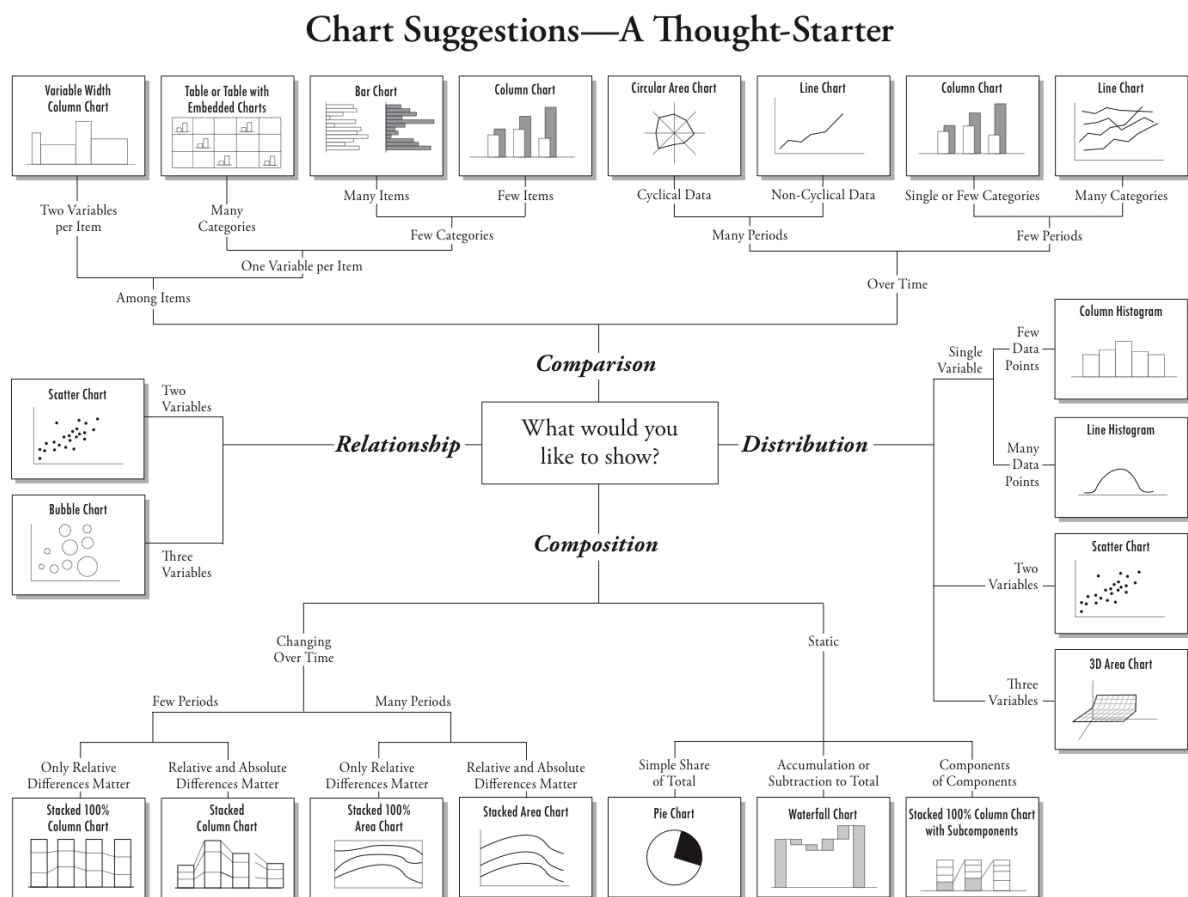 Chart Suggestions—A Thought-Starter
Variable Width
Column Chart
Table or Table with
Embedded Charts
Bar Chart
Column Chart
Circular Area Chart
Line Chart
Column Chart
Line Chart
Two Variables
per Item
Many
Categories
Many Items
Few Items
Cyclical Data
Non-Cyclical Data
Single or Few Categories
Many Categories
Few Categories
Many Periods
Few Periods
One Variable per Item
Among Items
Over Time
Comparison
What would you
like to show?
Relationship
Two
Variables
Scatter Chart
Bubble Chart
Three
Variables
Distribution
Single
Variable
Few
Data
Points
Column Histogram
Many
Data
Points
Line Histogram
Two
Variables
Scatter Chart
Three
Variables
3D Area Chart
Composition
Changing
Over Time
Static
Few Periods
Many Periods
Only Relative
Differences Matter
Relative and Absolute
Differences Matter
Only Relative
Differences Matter
Relative and Absolute
Differences Matter
Simple Share
of Total
Accumulation or
Subtraction to Total
Components
of Components
Stacked 100%
Column Chart
Stacked
Column Chart
Stacked 100%
Area Chart
Stacked Area Chart
Pie Chart
Waterfall Chart
Stacked 100% Column Chart
with Subcomponents